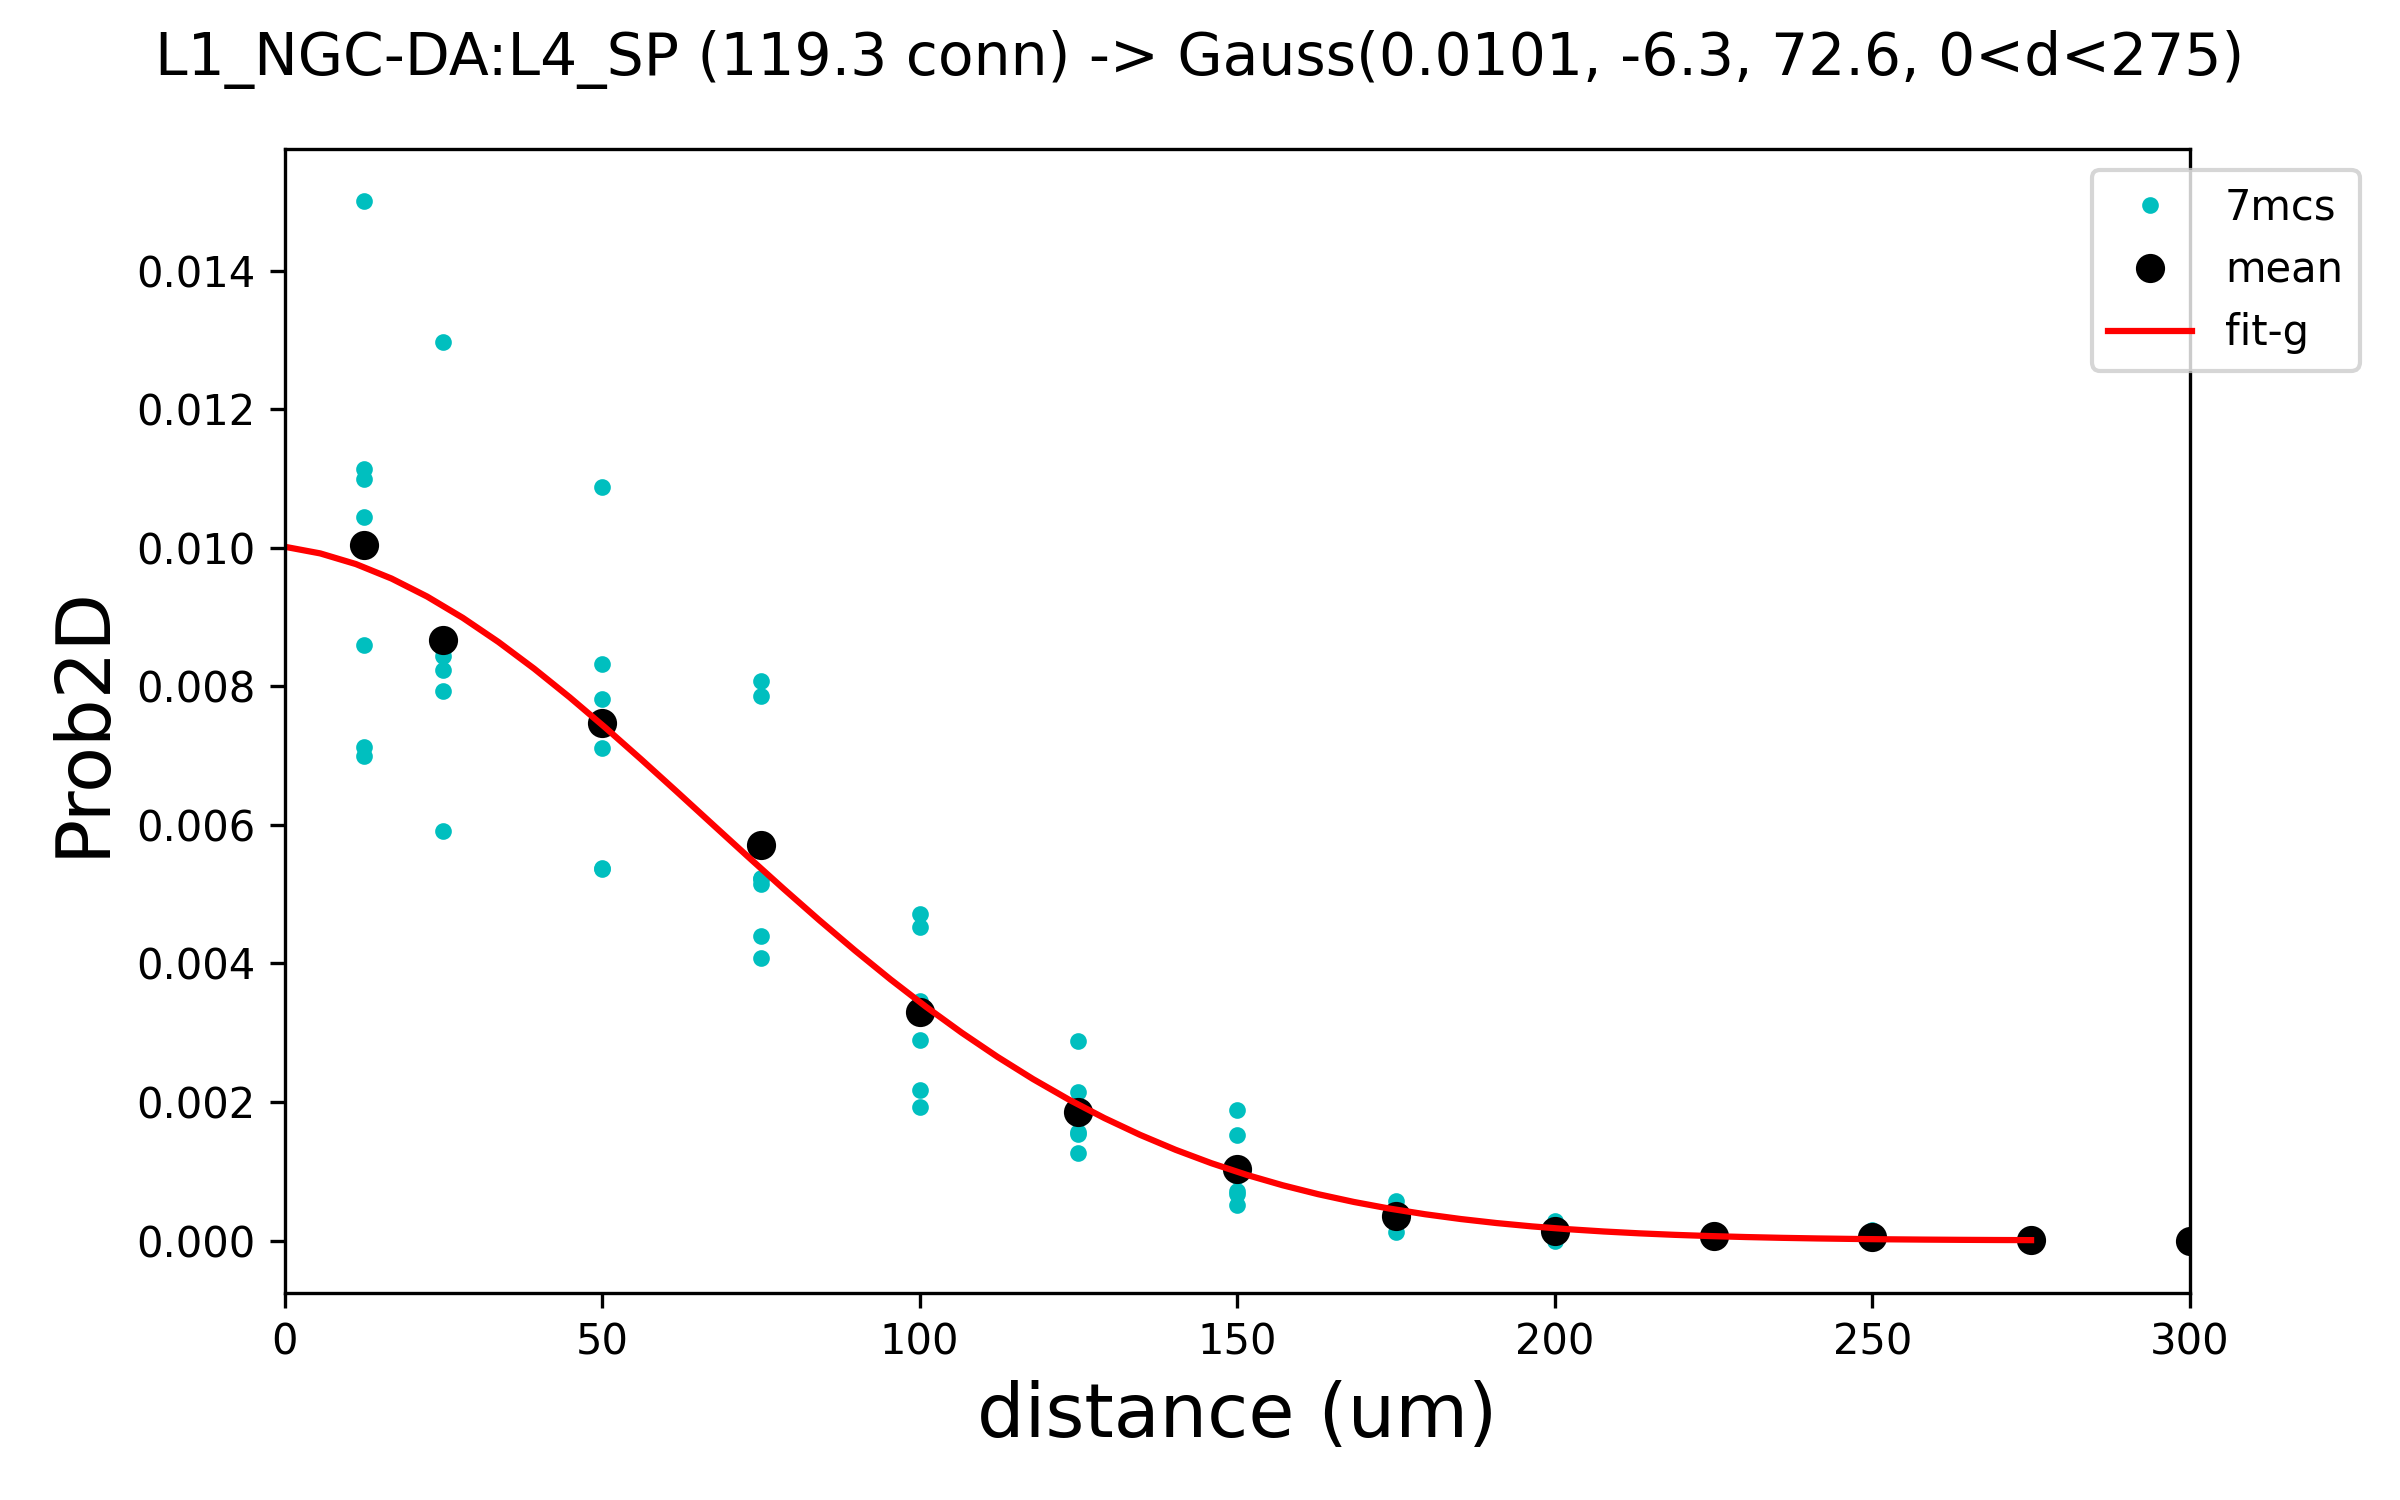 L1_NGC-DA:L4_SP (119.3 conn) -> Gauss(0.0101, -6.3, 72.6, 0<d<275)
7mcs
mean
fit-g
0.014
0.012
0.010
0.008
0.006
0.004
0.002
0.000
Prob2D
0 50 100 150 200 250 300
distance (um)